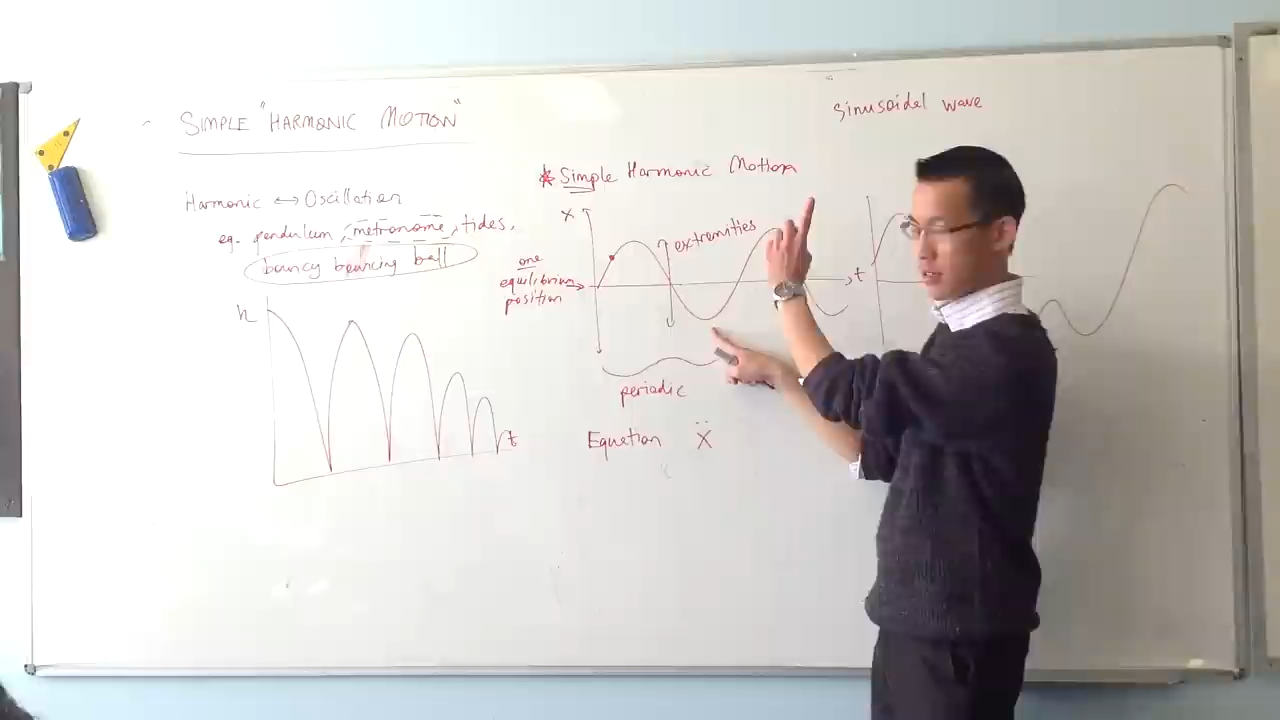 SIMPLE "HARMONIC MOTION"
Harmonic ↔ Oscillation
eg. pendulum, metronome, tides,
bouncy bouncing ball
h
t
Sinusoidal wave
* Simple Harmonic Motion
x
extremities
one
equilibrium
position
t
periodic
Equation ẍ